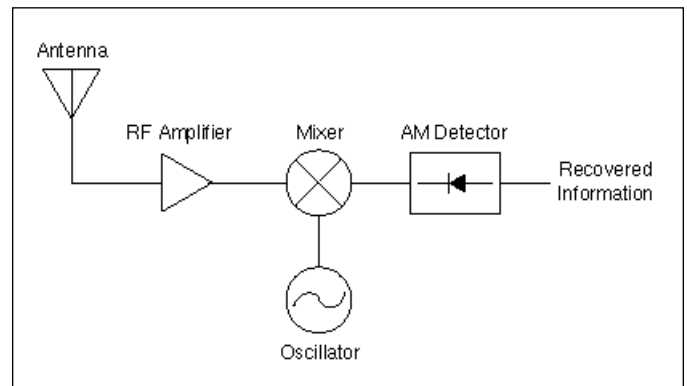 Antenna
RF Amplifier
Mixer
AM Detector
Recovered
Information
Oscillator